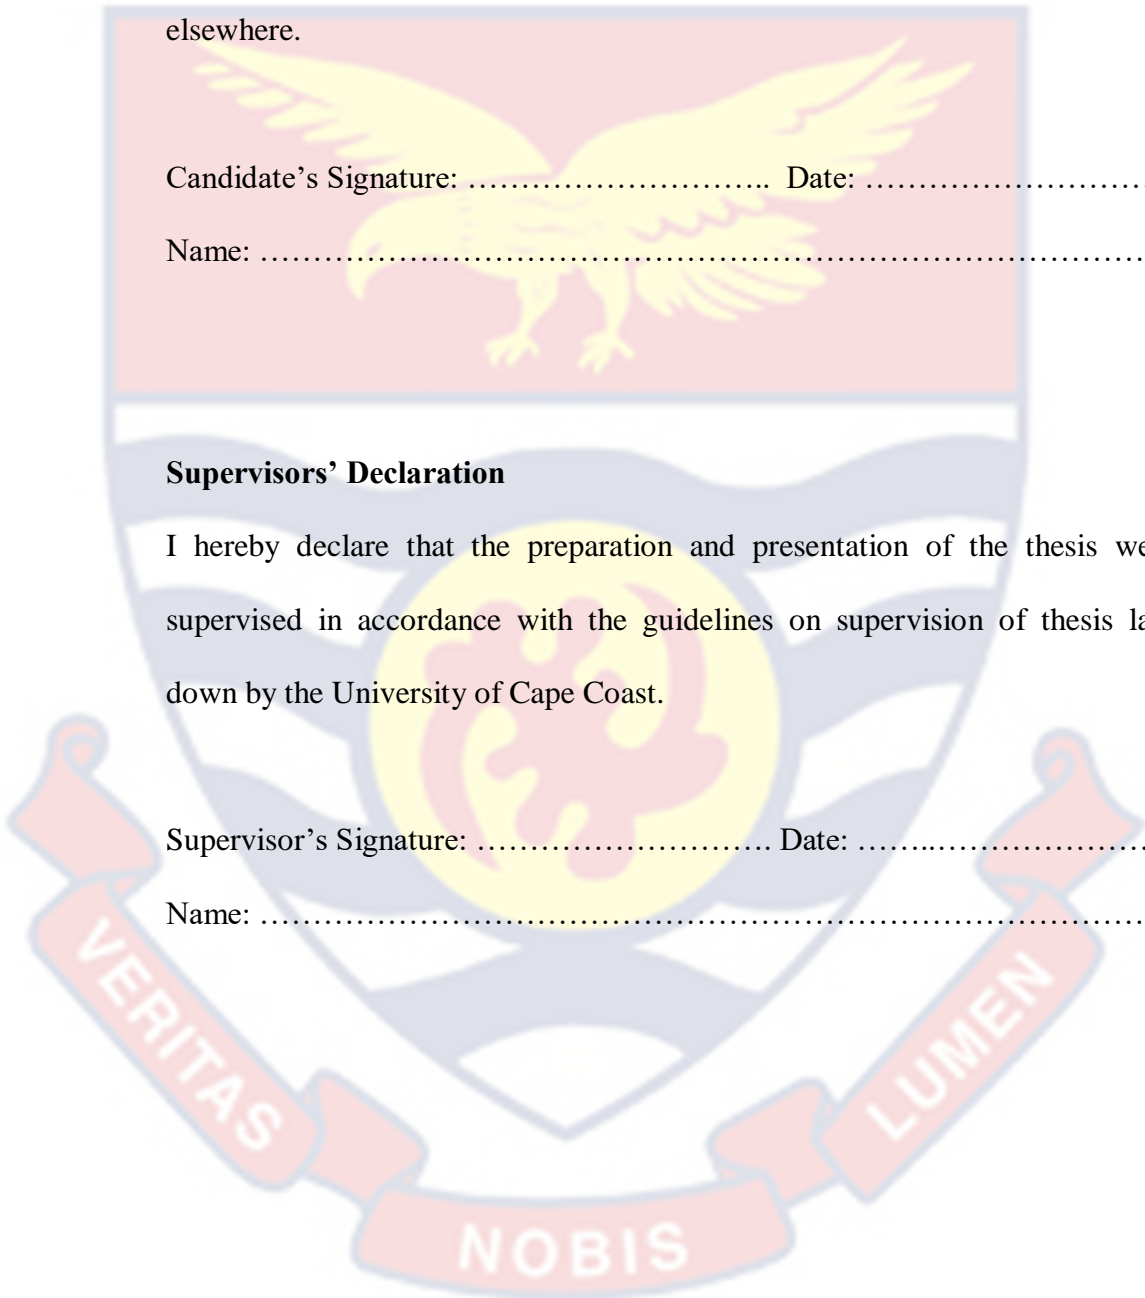 elsewhere.
Candidate’s Signature: ……………………….. Date: ………………………
Name: ………………………………………………………………………
Supervisors’ Declaration
I hereby declare that the preparation and presentation of the thesis we
supervised in accordance with the guidelines on supervision of thesis la
down by the University of Cape Coast.
Supervisor’s Signature: ………………………. Date: ……..…………………
Name: ………………………………………………………………………
VERITAS
NOBIS
LUMEN